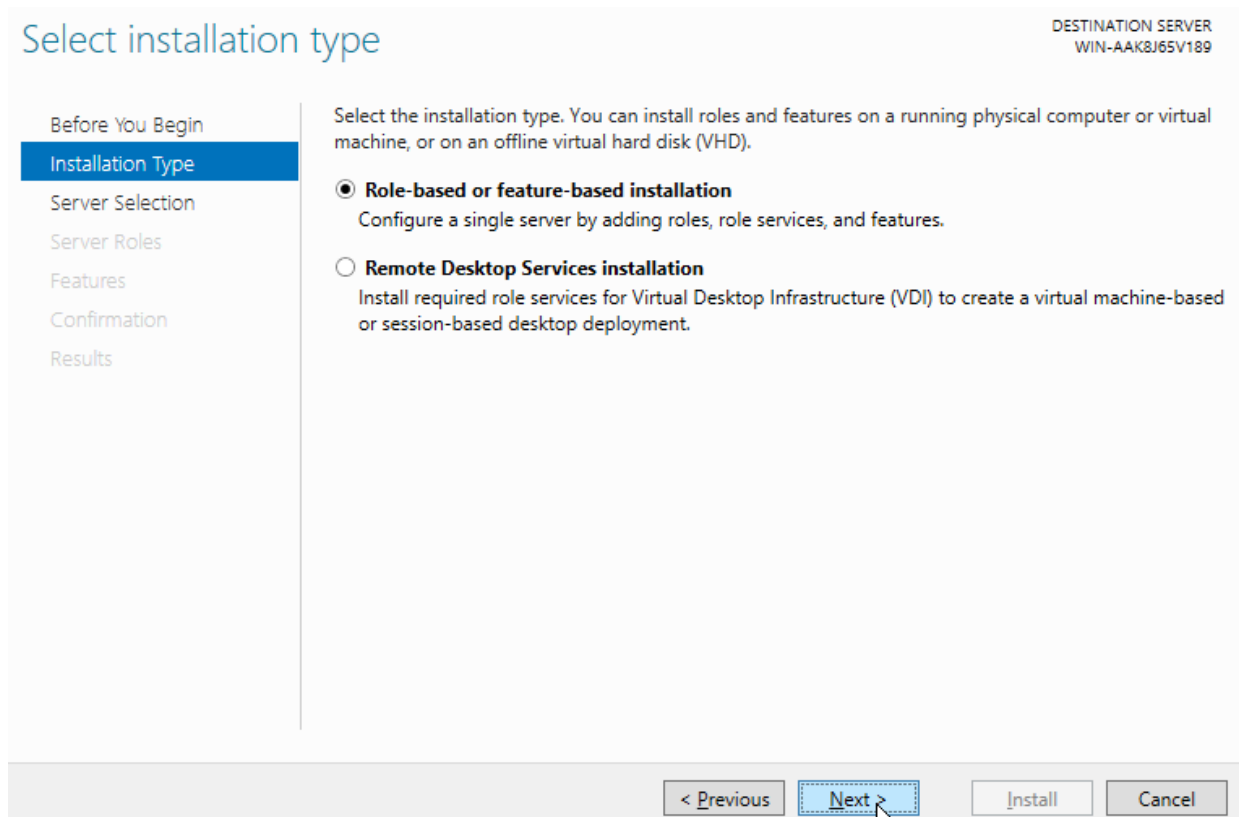 Select installation type
DESTINATION SERVER
WIN-AAK8J65V189
Before You Begin
Installation Type
Server Selection
Server Roles
Features
Confirmation
Results
Select the installation type. You can install roles and features on a running physical computer or virtual
machine, or on an offline virtual hard disk (VHD).
Role-based or feature-based installation
Configure a single server by adding roles, role services, and features.
Remote Desktop Services installation
Install required role services for Virtual Desktop Infrastructure (VDI) to create a virtual machine-based
or session-based desktop deployment.
< Previous
Next >
Install
Cancel